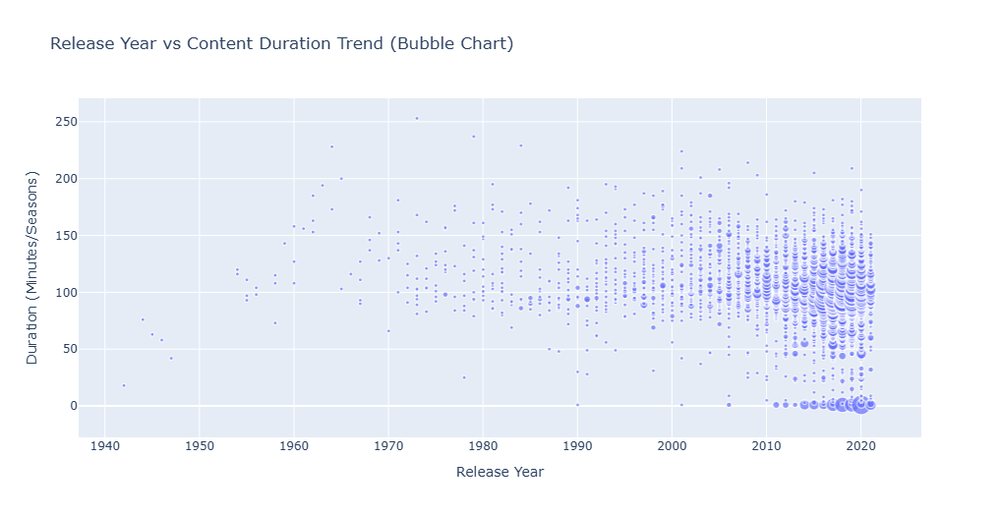 Release Year vs Content Duration Trend (Bubble Chart)
Duration (Minutes/Seasons)
250
200
150
100
50
0
1940 1950 1960 1970 1980 1990 2000 2010 2020
Release Year